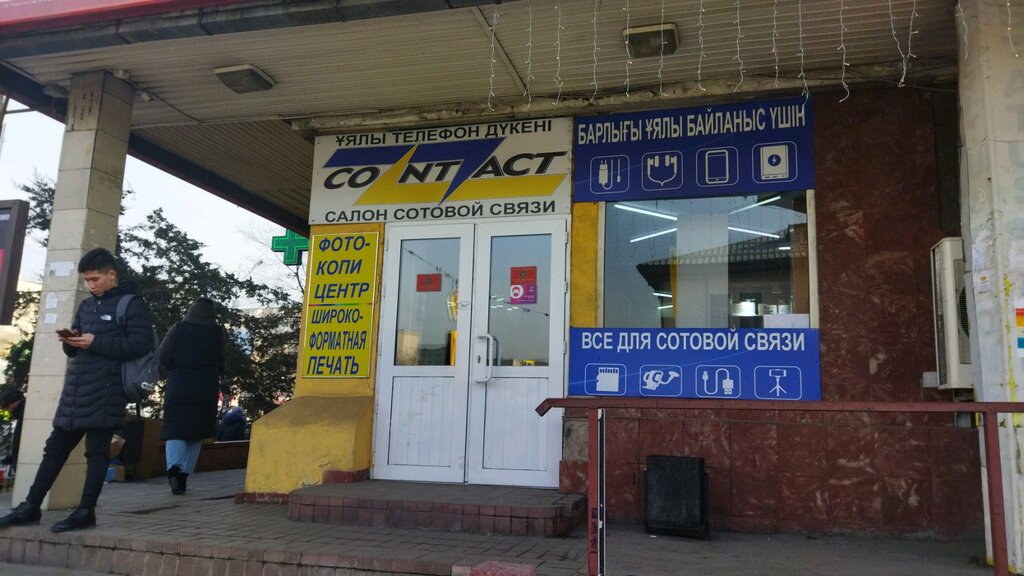 ҰЯЛЫ ТЕЛЕФОН ДҮКЕНІ
CONTACT
САЛОН СОТОВОЙ СВЯЗИ
БАРЛЫҒЫ ҰЯЛЫ БАЙЛАНЫС ҮШІН
ФОТО-
КОПИ
ЦЕНТР
ШИРОКО-
ФОРМАТНАЯ
ПЕЧАТЬ
ВСЕ ДЛЯ СОТОВОЙ СВЯЗИ